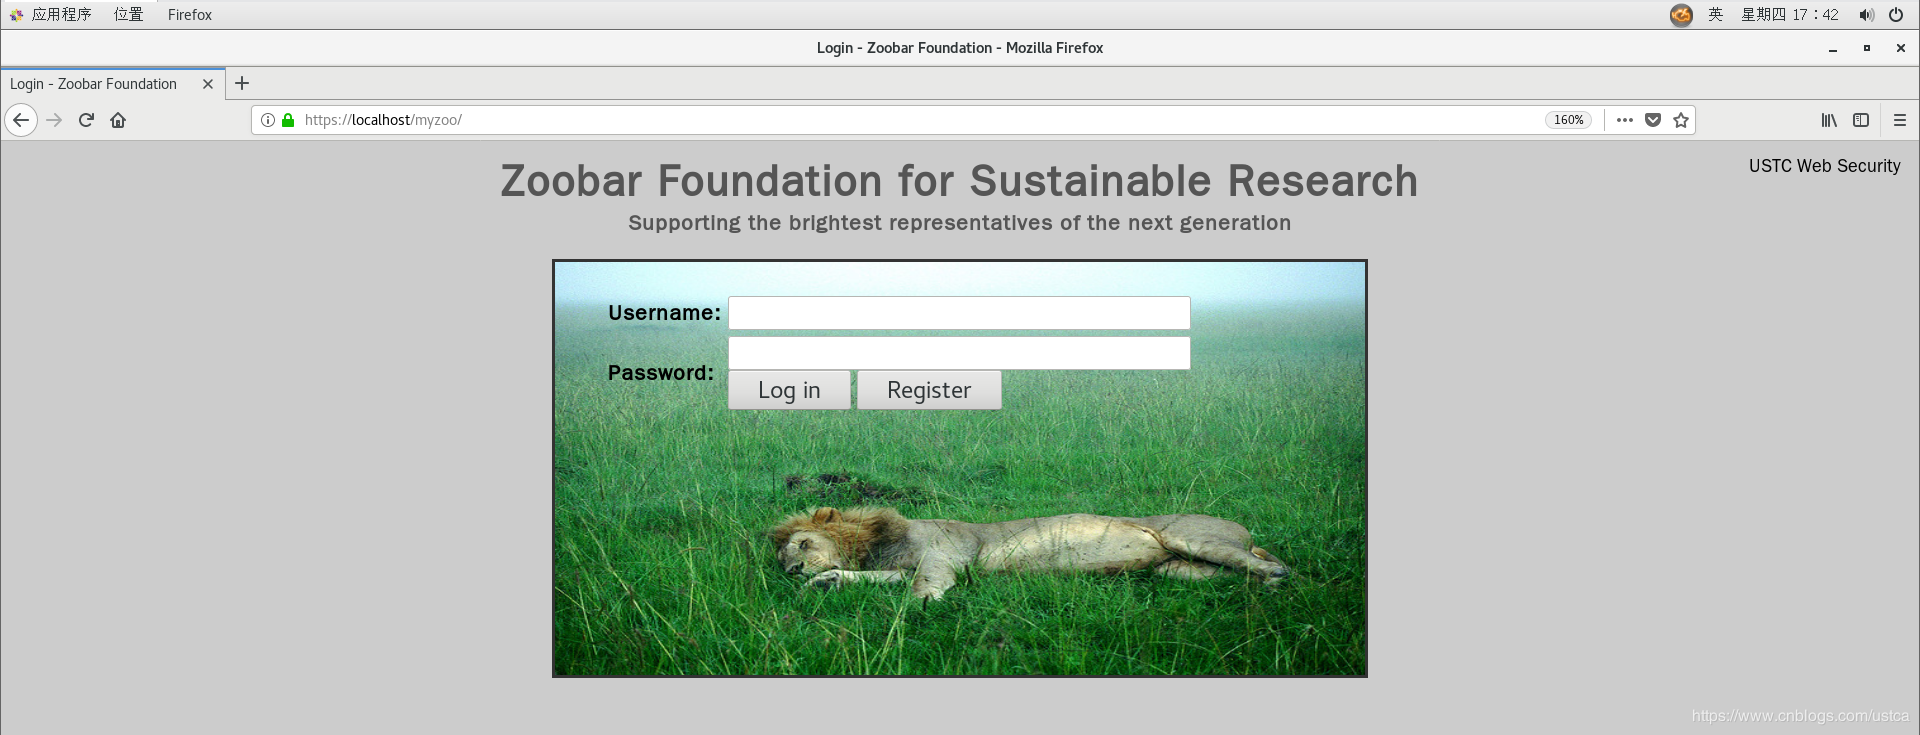 应用程序 位置 Firefox 英 星期四 17:42
Login - Zoobar Foundation - Mozilla Firefox
Login - Zoobar Foundation
https://localhost/myzoo/ 160%
USTC Web Security
Zoobar Foundation for Sustainable Research
Supporting the brightest representatives of the next generation
Username:
Password:
Log in Register
https://www.cnblogs.com/ustca